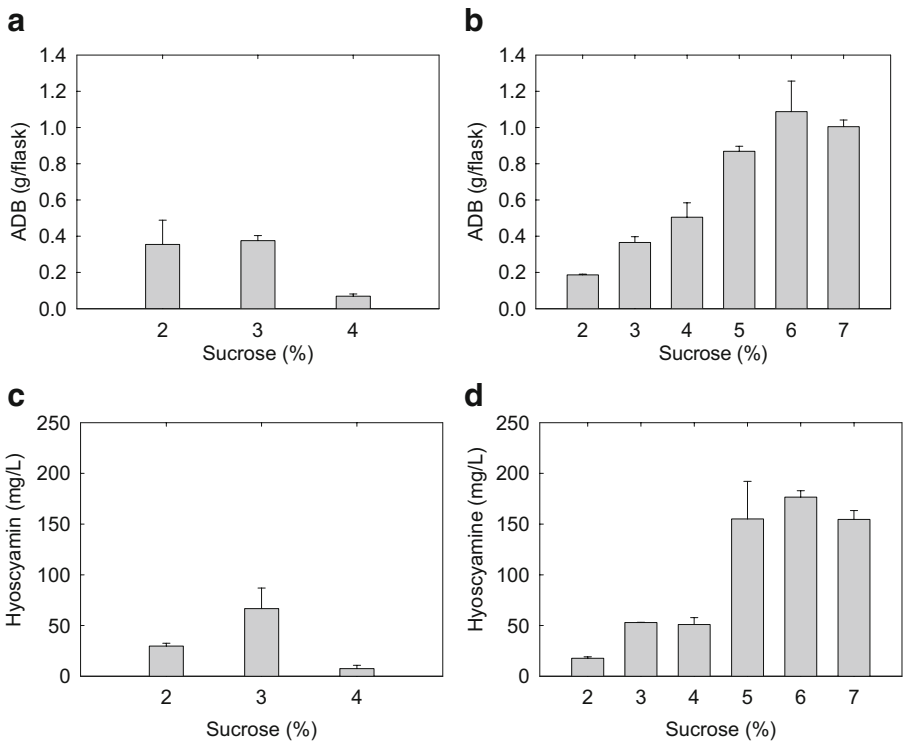 a
ADB (g/flask)
1.4
1.2
1.0
0.8
0.6
0.4
0.2
0.0
2 3 4
Sucrose (%)
b
ADB (g/flask)
1.4
1.2
1.0
0.8
0.6
0.4
0.2
0.0
2 3 4 5 6 7
Sucrose (%)
c
Hyoscyamin (mg/L)
250
200
150
100
50
0
2 3 4
Sucrose (%)
d
Hyoscyamine (mg/L)
250
200
150
100
50
0
2 3 4 5 6 7
Sucrose (%)